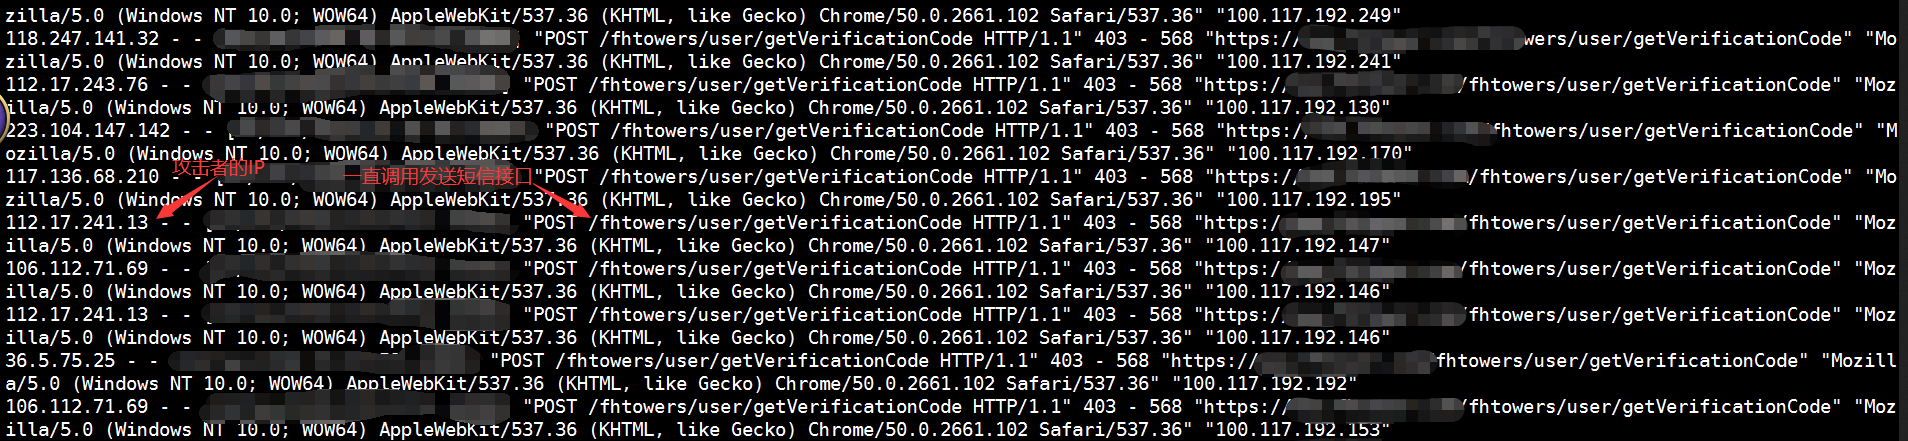 zilla/5.0 (Windows NT 10.0; WOW64) AppleWebKit/537.36 (KHTML, like Gecko) Chrome/50.0.2661.102 Safari/537.36" "100.117.192.249"
118.247.141.32 - - "POST /fhtowers/user/getVerificationCode HTTP/1.1" 403 - 568 "https:/ wers/user/getVerificationCode" "Mo
zilla/5.0 (Windows NT 10.0; WOW64) AppleWebKit/537.36 (KHTML, like Gecko) Chrome/50.0.2661.102 Safari/537.36" "100.117.192.241"
112.17.243.76 - - "POST /fhtowers/user/getVerificationCode HTTP/1.1" 403 - 568 "https:/ /fhtowers/user/getVerificationCode" "Moz
illa/5.0 (Windows NT 10.0; WOW64) AppleWebKit/537.36 (KHTML, like Gecko) Chrome/50.0.2661.102 Safari/537.36" "100.117.192.130"
223.104.147.142 - - [ "POST /fhtowers/user/getVerificationCode HTTP/1.1" 403 - 568 "https:/ /fhtowers/user/getVerificationCode" "M
ozilla/5.0 (Windows NT 10.0; WOW64) AppleWebKit/537.36 (KHTML, like Gecko) Chrome/50.0.2661.102 Safari/537.36" "100.117.192.170"
攻击者的IP
一直调用发送短信接口
117.136.68.210 - - [ "POST /fhtowers/user/getVerificationCode HTTP/1.1" 403 - 568 "https:/ /fhtowers/user/getVerificationCode" "Mo
zilla/5.0 (Windows NT 10.0; WOW64) AppleWebKit/537.36 (KHTML, like Gecko) Chrome/50.0.2661.102 Safari/537.36" "100.117.192.195"
112.17.241.13 - - "POST /fhtowers/user/getVerificationCode HTTP/1.1" 403 - 568 "https:/ /fhtowers/user/getVerificationCode" "Moz
illa/5.0 (Windows NT 10.0; WOW64) AppleWebKit/537.36 (KHTML, like Gecko) Chrome/50.0.2661.102 Safari/537.36" "100.117.192.147"
106.112.71.69 - - "POST /fhtowers/user/getVerificationCode HTTP/1.1" 403 - 568 "https:/ /fhtowers/user/getVerificationCode" "Moz
illa/5.0 (Windows NT 10.0; WOW64) AppleWebKit/537.36 (KHTML, like Gecko) Chrome/50.0.2661.102 Safari/537.36" "100.117.192.146"
112.17.241.13 - - "POST /fhtowers/user/getVerificationCode HTTP/1.1" 403 - 568 "https:/ /fhtowers/user/getVerificationCode" "Moz
illa/5.0 (Windows NT 10.0; WOW64) AppleWebKit/537.36 (KHTML, like Gecko) Chrome/50.0.2661.102 Safari/537.36" "100.117.192.146"
36.5.75.25 - - "POST /fhtowers/user/getVerificationCode HTTP/1.1" 403 - 568 "https:/ fhtowers/user/getVerificationCode" "Mozill
a/5.0 (Windows NT 10.0; WOW64) AppleWebKit/537.36 (KHTML, like Gecko) Chrome/50.0.2661.102 Safari/537.36" "100.117.192.192"
106.112.71.69 - - "POST /fhtowers/user/getVerificationCode HTTP/1.1" 403 - 568 "https:/ /fhtowers/user/getVerificationCode" "Mo
zilla/5.0 (Windows NT 10.0; WOW64) AppleWebKit/537.36 (KHTML, like Gecko) Chrome/50.0.2661.102 Safari/537.36" "100.117.192.153"